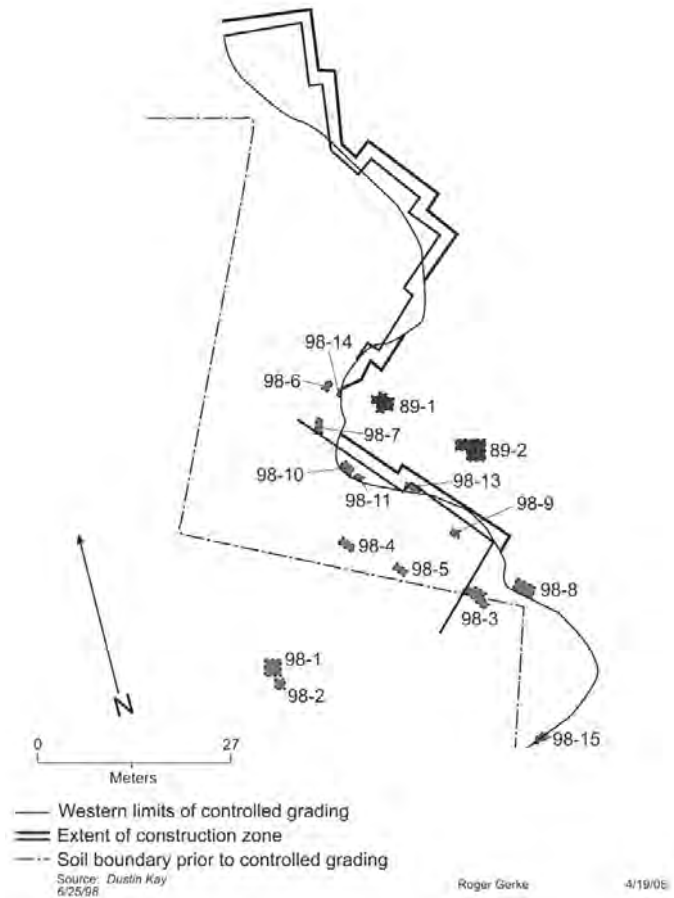 98-14
98-6
89-1
98-7
89-2
98-10
98-13
98-11
98-9
98-4
98-5
98-8
98-3
98-1
98-2
N
98-15
0 27
Meters
Western limits of controlled grading
Extent of construction zone
Soil boundary prior to controlled grading
Source: Dustin Kay
6/25/98
Roger Gerke 4/19/05